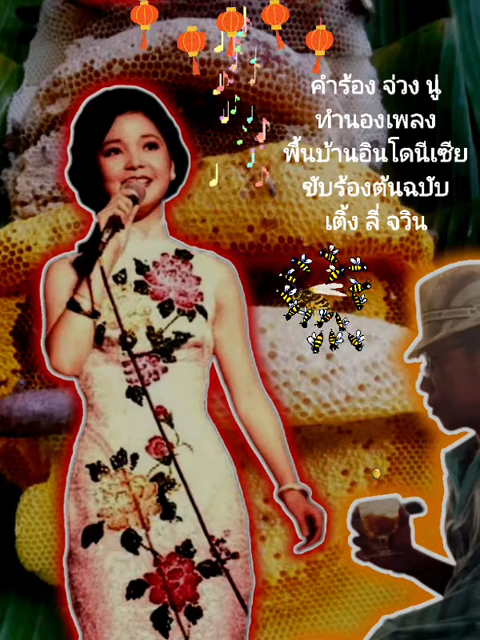 คำร้อง จ่วง นู่
ทำนองเพลง
พื้นบ้านอินโดนีเซีย
ขับร้องต้นฉบับ
เติ้ง ลี่ จวิน